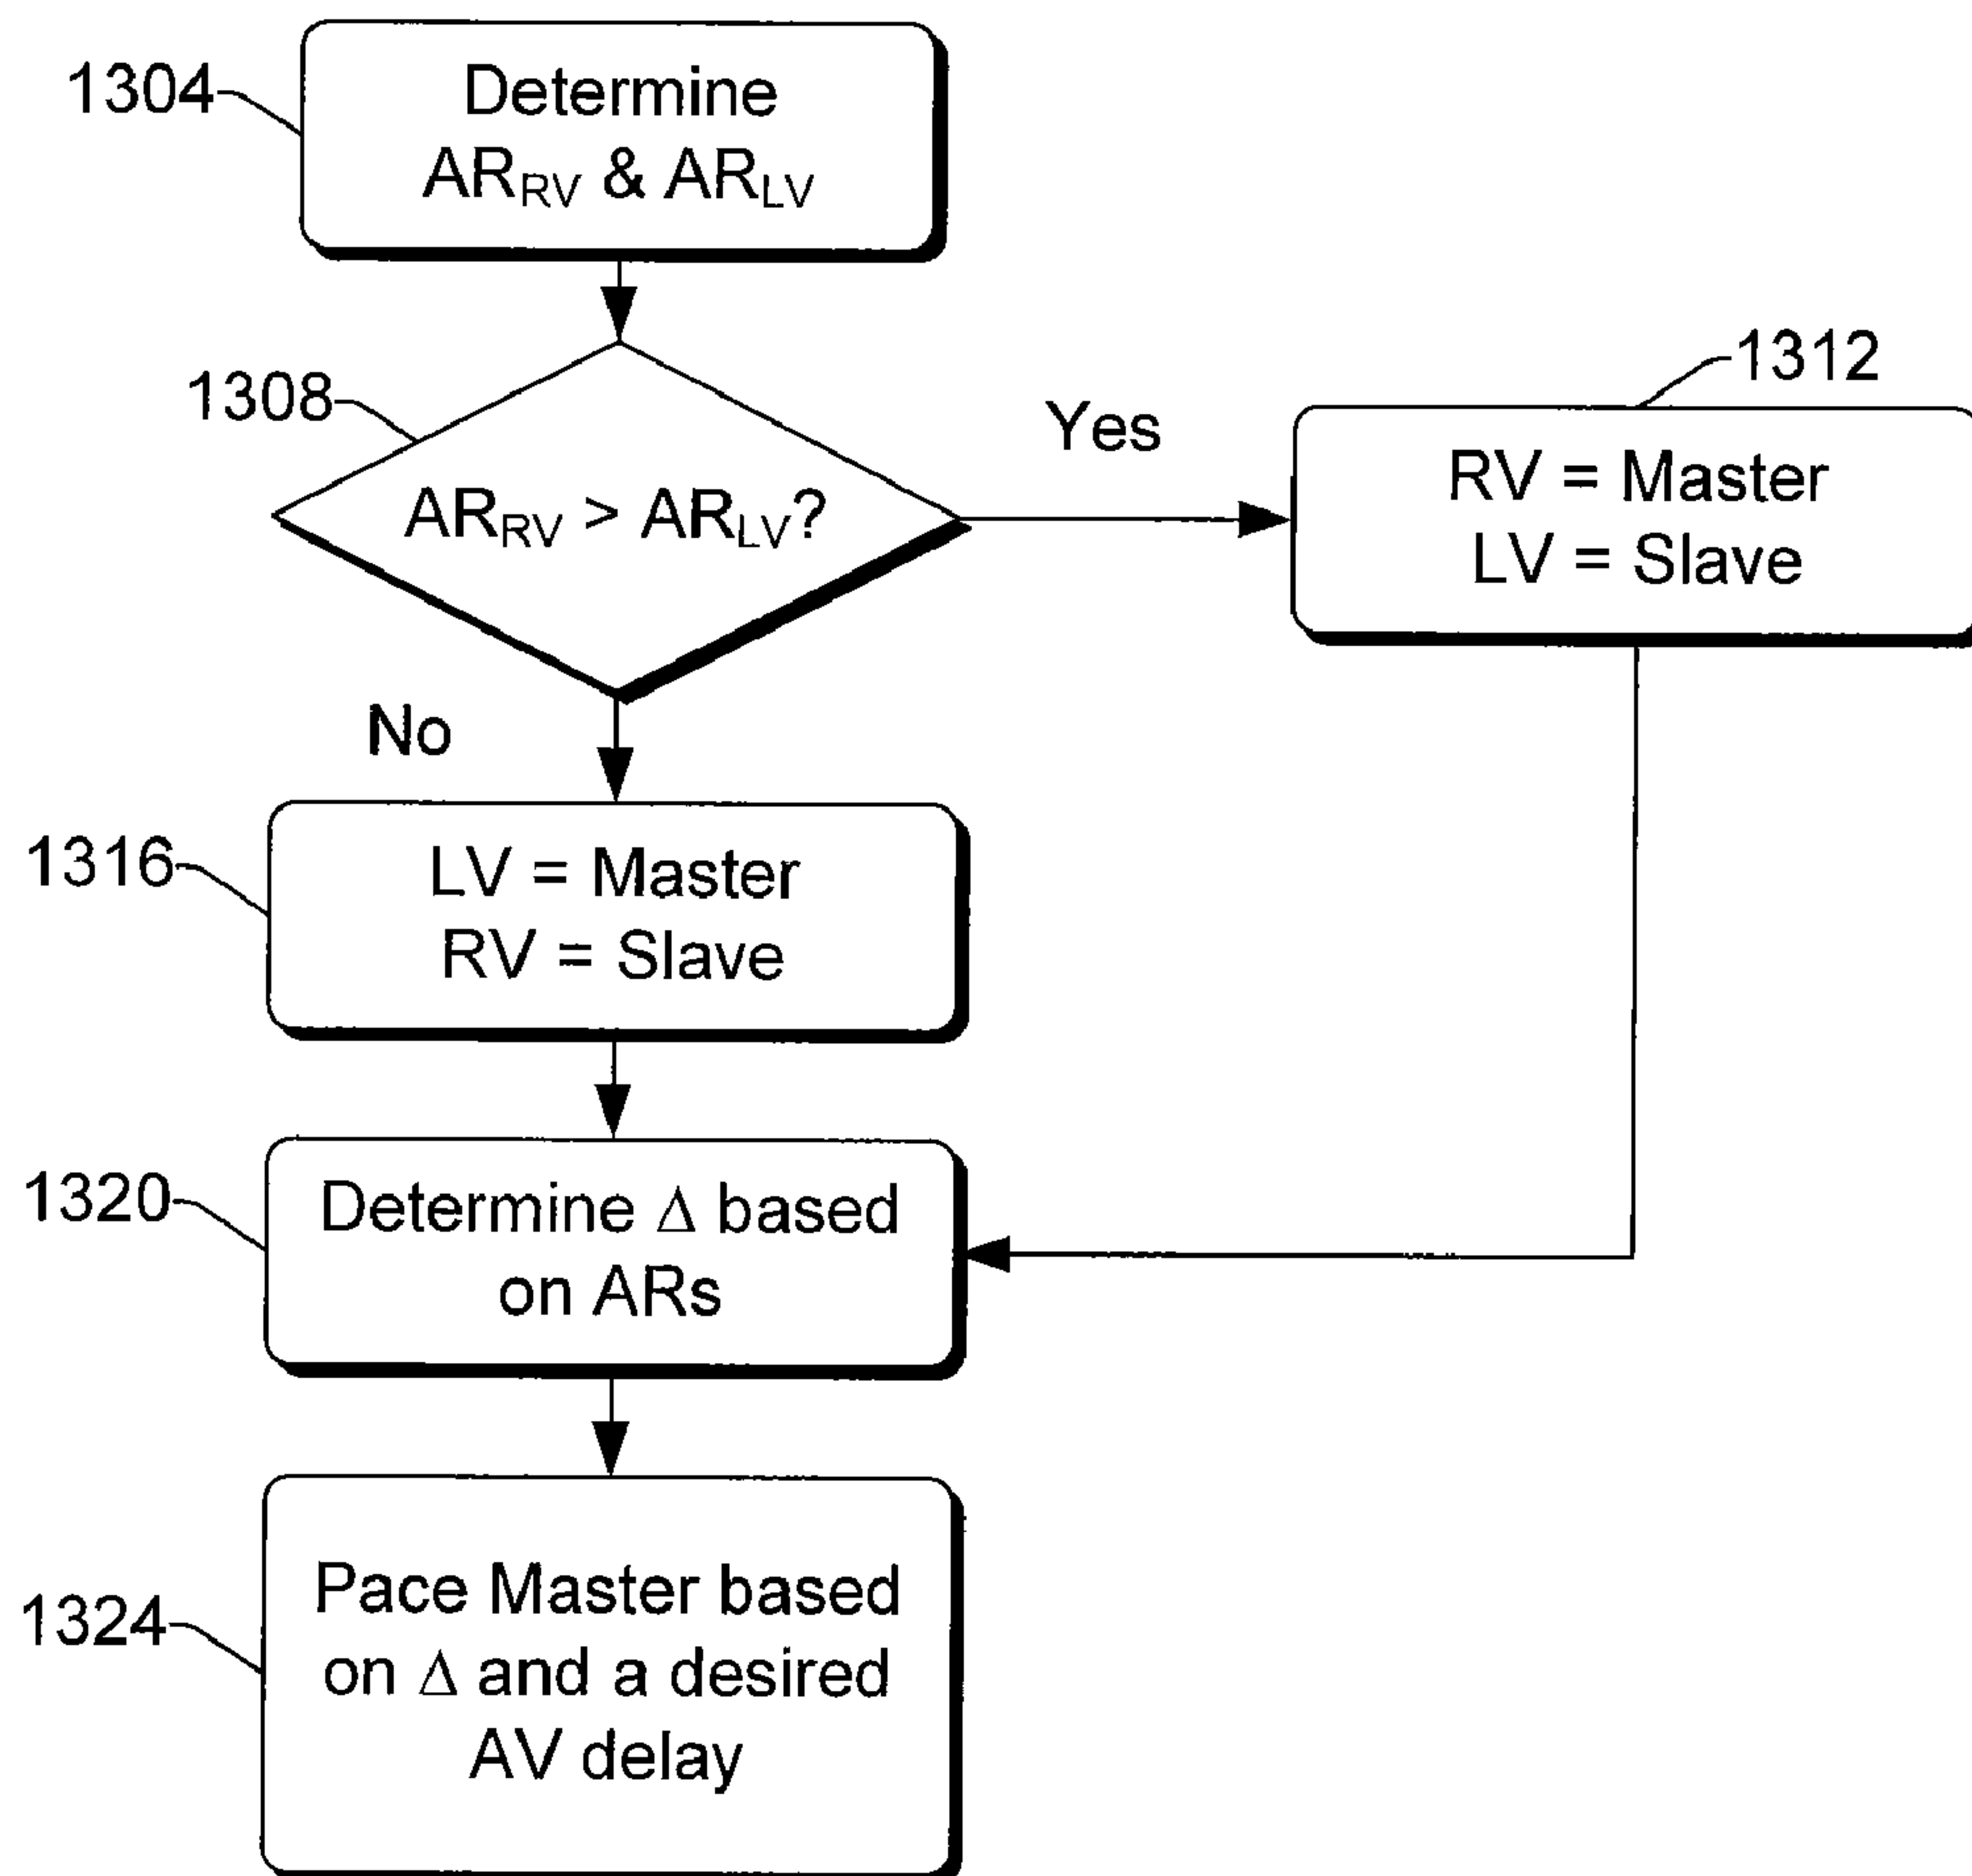 1304
Determine
AR_RV & AR_LV
1308
AR_RV > AR_LV?
Yes
1312
RV = Master
LV = Slave
No
1316
LV = Master
RV = Slave
1320
Determine Δ based
on ARs
1324
Pace Master based
on Δ and a desired
AV delay